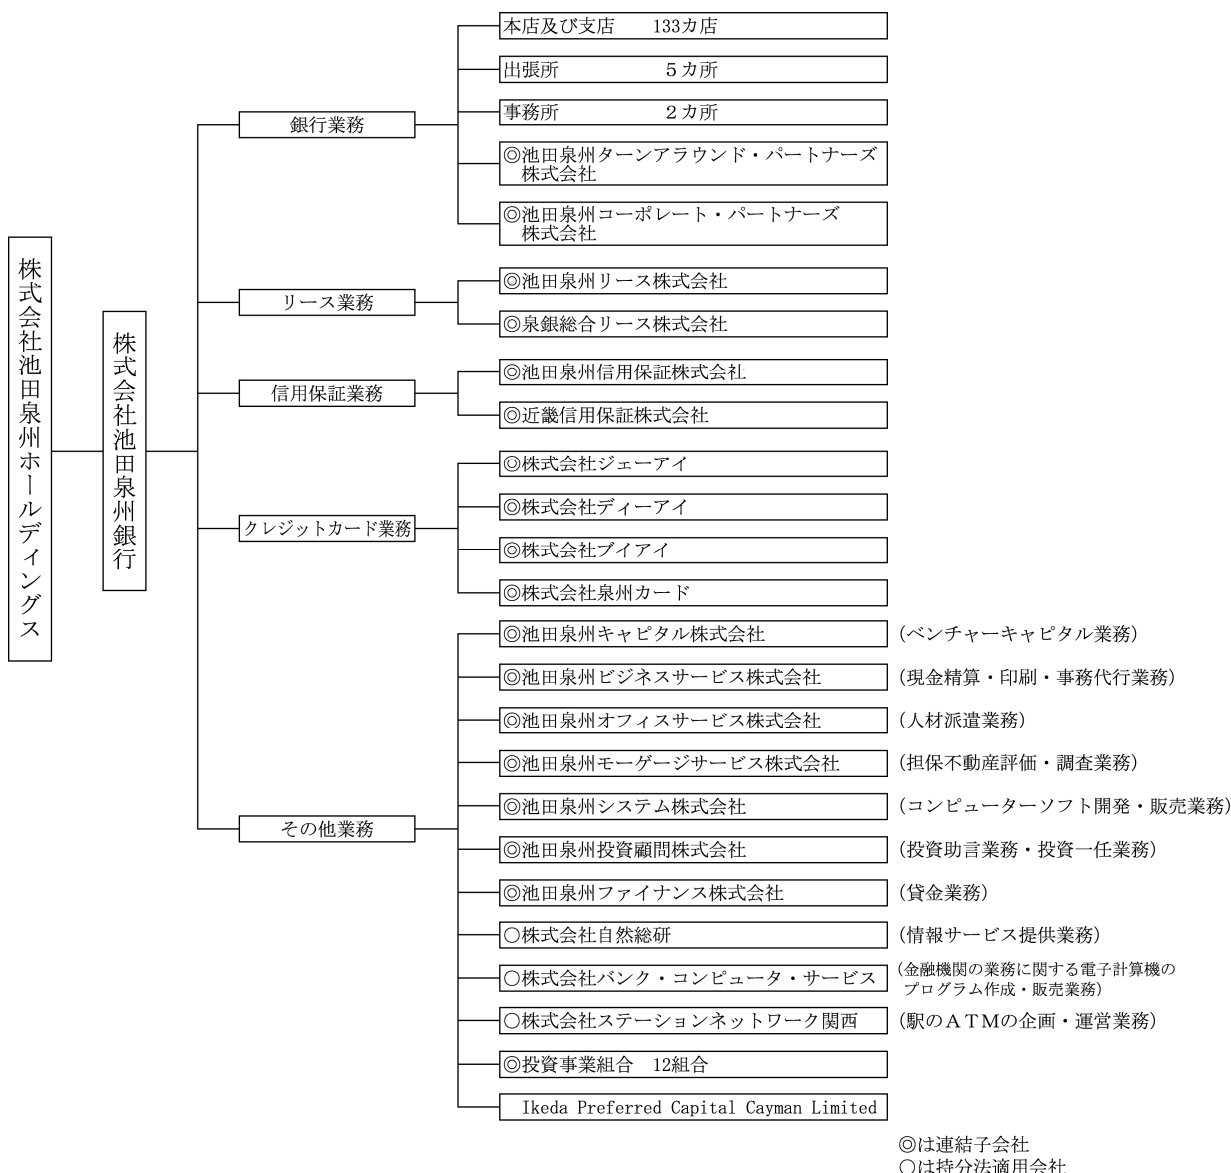 株式会社池田泉州ホールディングス
株式会社池田泉州銀行
銀行業務
本店及び支店　　133カ店
出張所　　　　　　５カ所
事務所　　　　　　２カ所
◎池田泉州ターンアラウンド・パートナーズ
株式会社
◎池田泉州コーポレート・パートナーズ
株式会社
リース業務
◎池田泉州リース株式会社
◎泉銀総合リース株式会社
信用保証業務
◎池田泉州信用保証株式会社
◎近畿信用保証株式会社
クレジットカード業務
◎株式会社ジェーアイ
◎株式会社ディーアイ
◎株式会社ブイアイ
◎株式会社泉州カード
その他業務
◎池田泉州キャピタル株式会社　（ベンチャーキャピタル業務）
◎池田泉州ビジネスサービス株式会社　（現金精算・印刷・事務代行業務）
◎池田泉州オフィスサービス株式会社　（人材派遣業務）
◎池田泉州モーゲージサービス株式会社　（担保不動産評価・調査業務）
◎池田泉州システム株式会社　（コンピューターソフト開発・販売業務）
◎池田泉州投資顧問株式会社　（投資助言業務・投資一任業務）
◎池田泉州ファイナンス株式会社　（貸金業務）
○株式会社自然総研　（情報サービス提供業務）
○株式会社バンク・コンピュータ・サービス　（金融機関の業務に関する電子計算機の
プログラム作成・販売業務）
○株式会社ステーションネットワーク関西　（駅のＡＴＭの企画・運営業務）
◎投資事業組合　12組合
Ikeda Preferred Capital Cayman Limited
◎は連結子会社
○は持分法適用会社